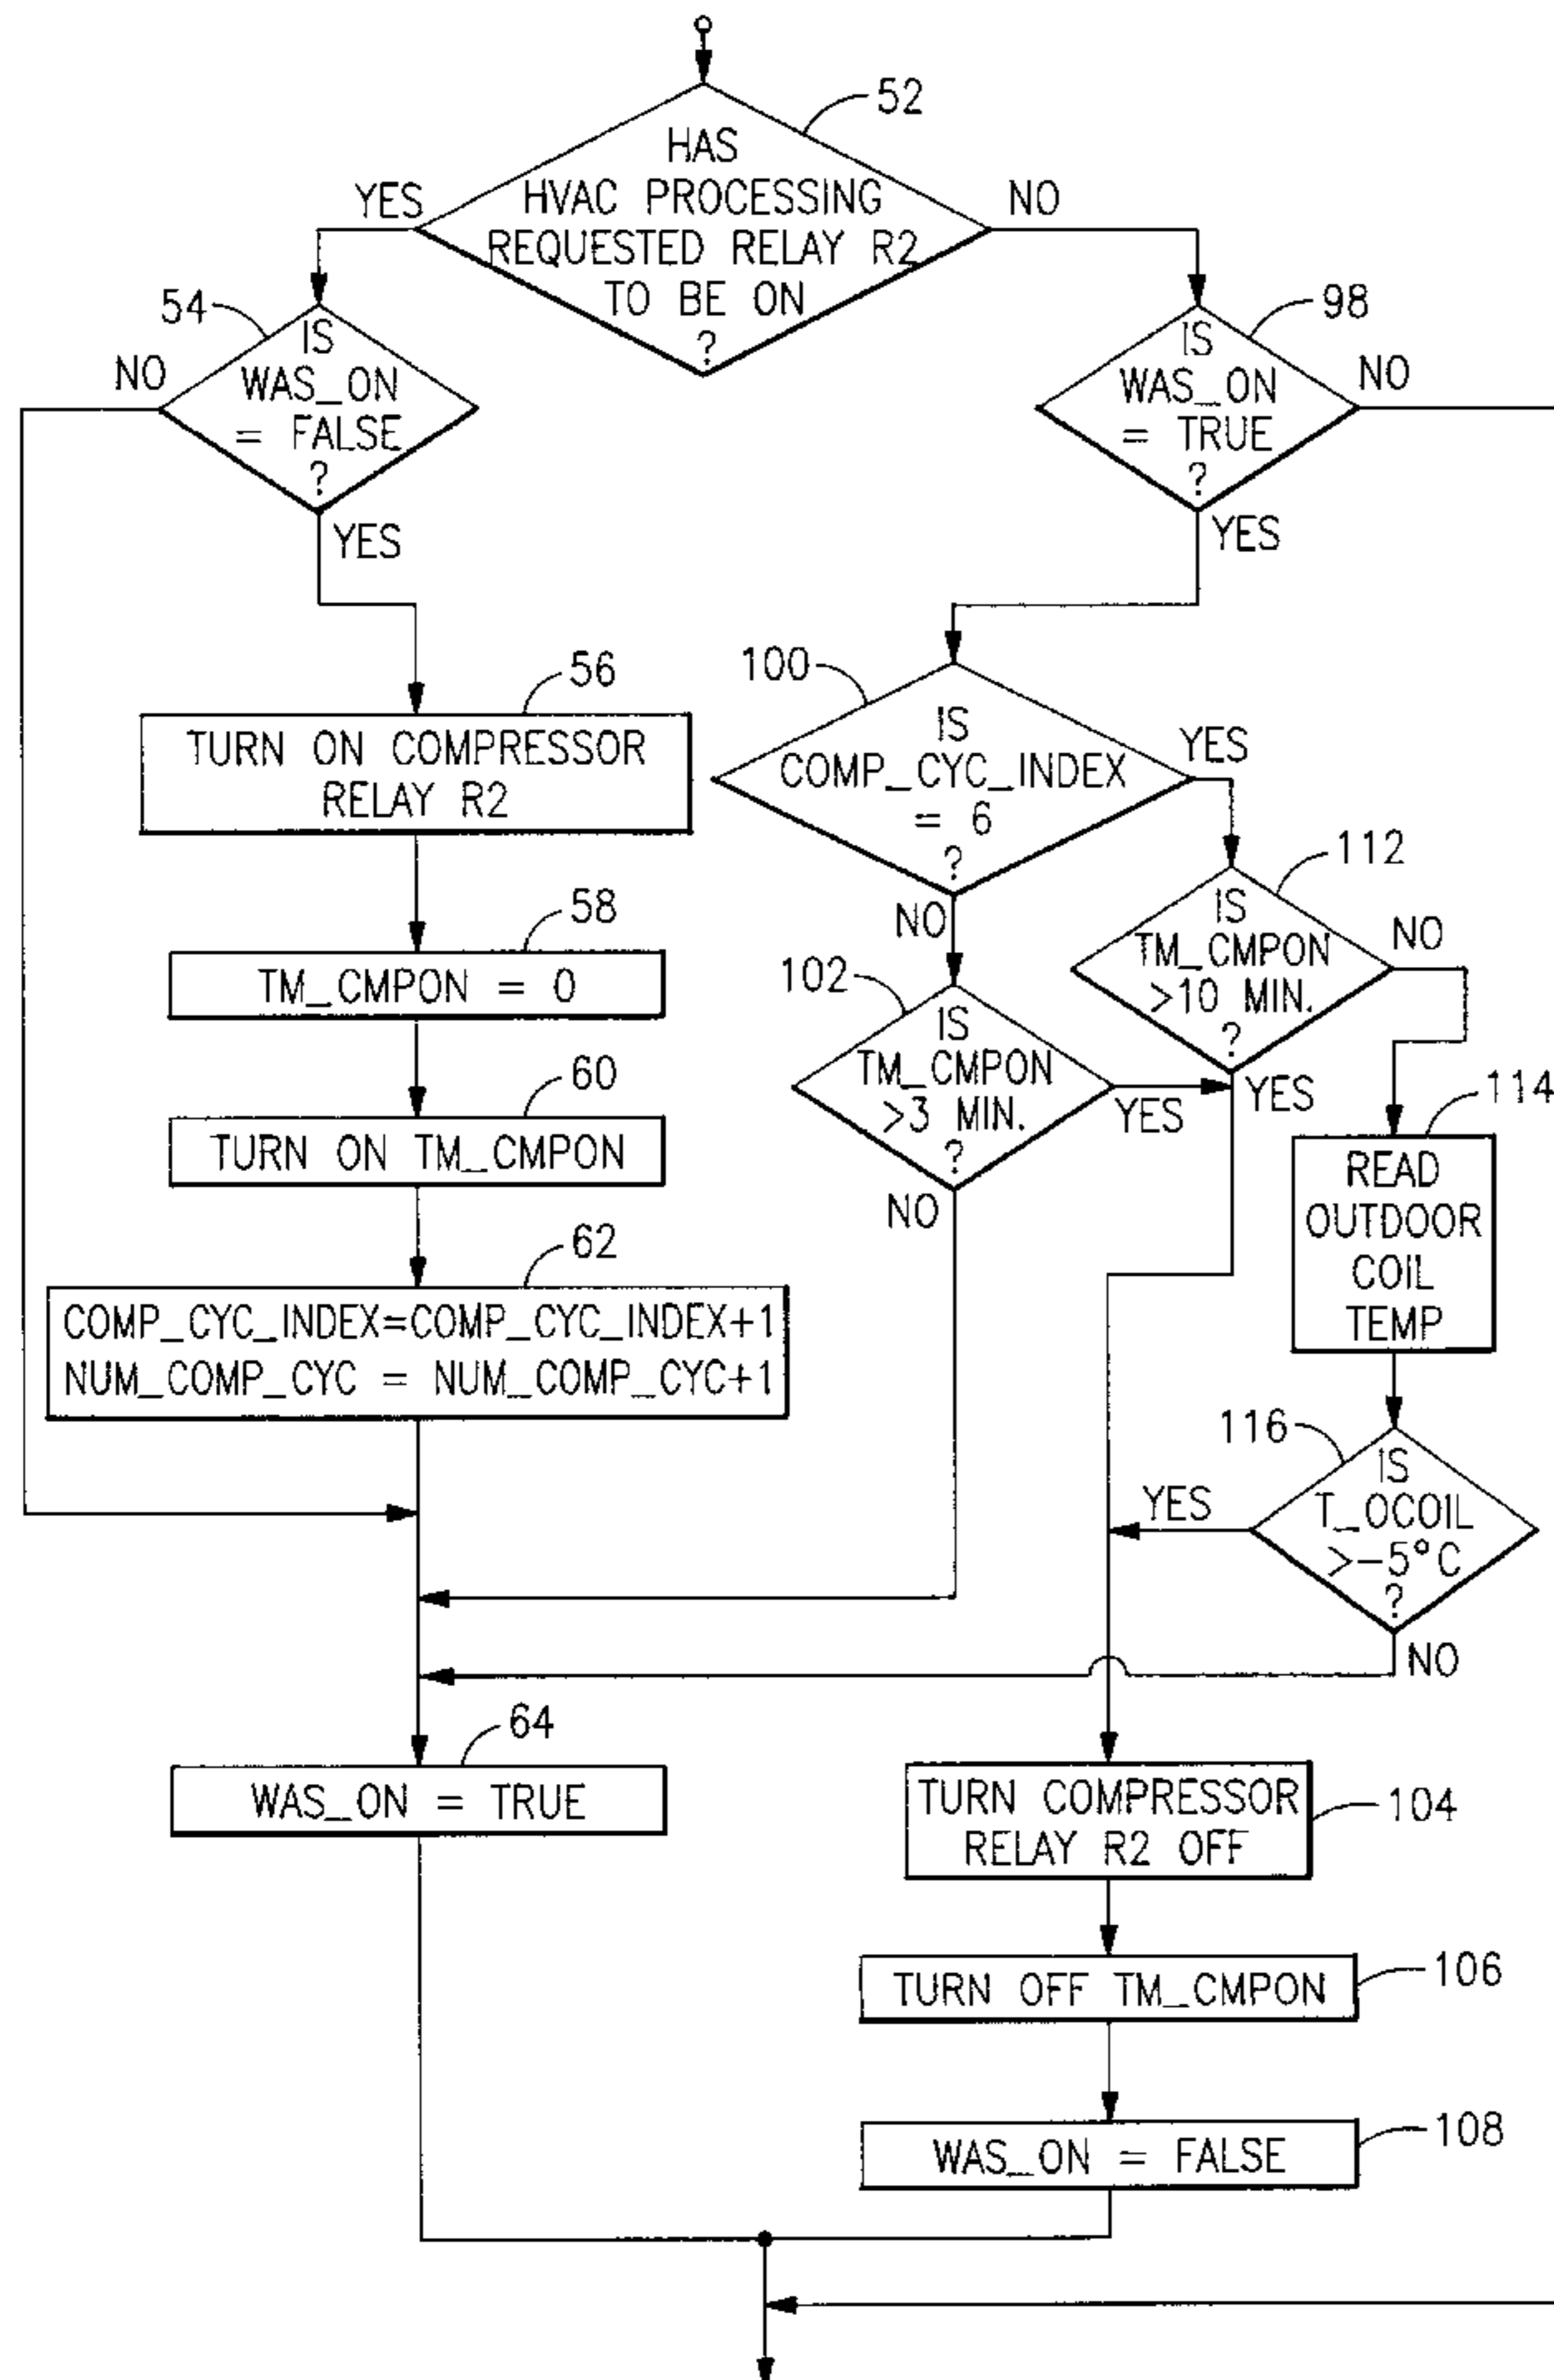 52
HAS
HVAC PROCESSING
REQUESTED RELAY R2
TO BE ON
?
YES
NO
54
IS
WAS_ON
= FALSE
?
NO
YES
98
IS
WAS_ON
= TRUE
?
NO
YES
56
TURN ON COMPRESSOR
RELAY R2
58
TM_CMPON = 0
60
TURN ON TM_CMPON
62
COMP_CYC_INDEX=COMP_CYC_INDEX+1
NUM_COMP_CYC = NUM_COMP_CYC+1
100
IS
COMP_CYC_INDEX
= 6
?
YES
NO
112
IS
TM_CMPON
>10 MIN.
?
NO
YES
102
IS
TM_CMPON
>3 MIN.
?
YES
NO
114
READ
OUTDOOR
COIL
TEMP
116
IS
T_OCOIL
>-5°C
?
YES
NO
64
WAS_ON = TRUE
TURN COMPRESSOR
RELAY R2 OFF
104
TURN OFF TM_CMPON
106
WAS_ON = FALSE
108